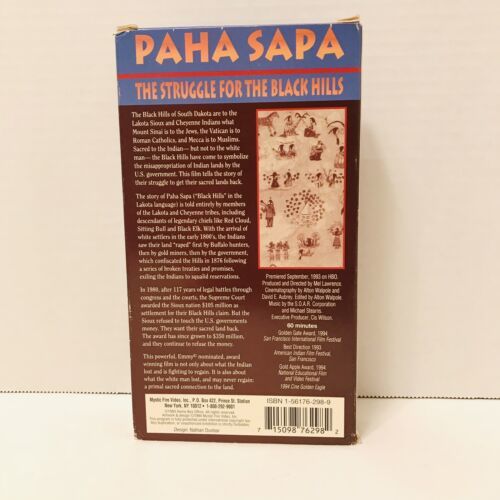 PAHA SAPA
THE STRUGGLE FOR THE BLACK HILLS
The Black Hills of South Dakota are to the
Lakota Sioux and Cheyenne Indians what
Mount Sinai is to the Jews, the Vatican is to
Roman Catholics, and Mecca is to Muslims.
Sacred to the Indian— but not to the white
man— the Black Hills have come to symbolize
the misappropriation of Indian lands by the
U.S. government. This film tells the story of
their struggle to get their sacred lands back.
The story of Paha Sapa ("Black Hills" in the
Lakota language) is told entirely by members
of the Lakota and Cheyenne tribes, including
descendants of legendary chiefs like Red Cloud,
Sitting Bull and Black Elk. With the arrival of
white settlers in the early 1800's, the Indians
saw their land "raped" first by Buffalo hunters,
then by gold miners, then by the government,
which confiscated the Hills in 1876 following
a series of broken treaties and promises,
exiling the Indians to squalid reservations.
In 1980, after 117 years of legal battles through
congress and the courts, the Supreme Court
awarded the Sioux nation $105 million as
settlement for their Black Hills claim. But the
Sioux refused to touch the U.S. governments
money. They want their sacred land back.
The award has since grown to $350 million,
and they continue to refuse the money.
This powerful, Emmy® nominated, award
winning film is not only about what the Indian
lost and is fighting to regain. It is also about
what the white man lost, and may never regain:
a primal sacred connection to the land.
Premiered September, 1993 on HBO.
Produced and Directed by Mel Lawrence.
Cinematography by Alton Walpole and
David E. Aubrey. Edited by Alton Walpole.
Music by the S.O.A.R. Corporation
and Michael Stearns.
Executive Producer, Cis Wilson.
60 minutes
Golden Gate Award, 1994
San Francisco International Film Festival
Best Direction 1993
American Indian Film Festival,
San Francisco
Gold Apple Award, 1994
National Educational Film
and Video Festival
1994 Cine Golden Eagle
Mystic Fire Video, Inc., P.O. Box 422, Prince St. Station
New York, NY 10012 • 1-800-292-9001
Design: Nathan Dunbar
ISBN 1-56176-298-9
7 15098 76298 2